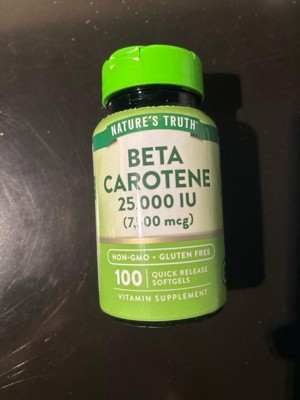 NATURE'S TRUTH
BETA
CAROTENE
25,000 IU
(7,500 mcg)
NON-GMO • GLUTEN FREE
100 QUICK RELEASE
SOFTGELS
VITAMIN SUPPLEMENT